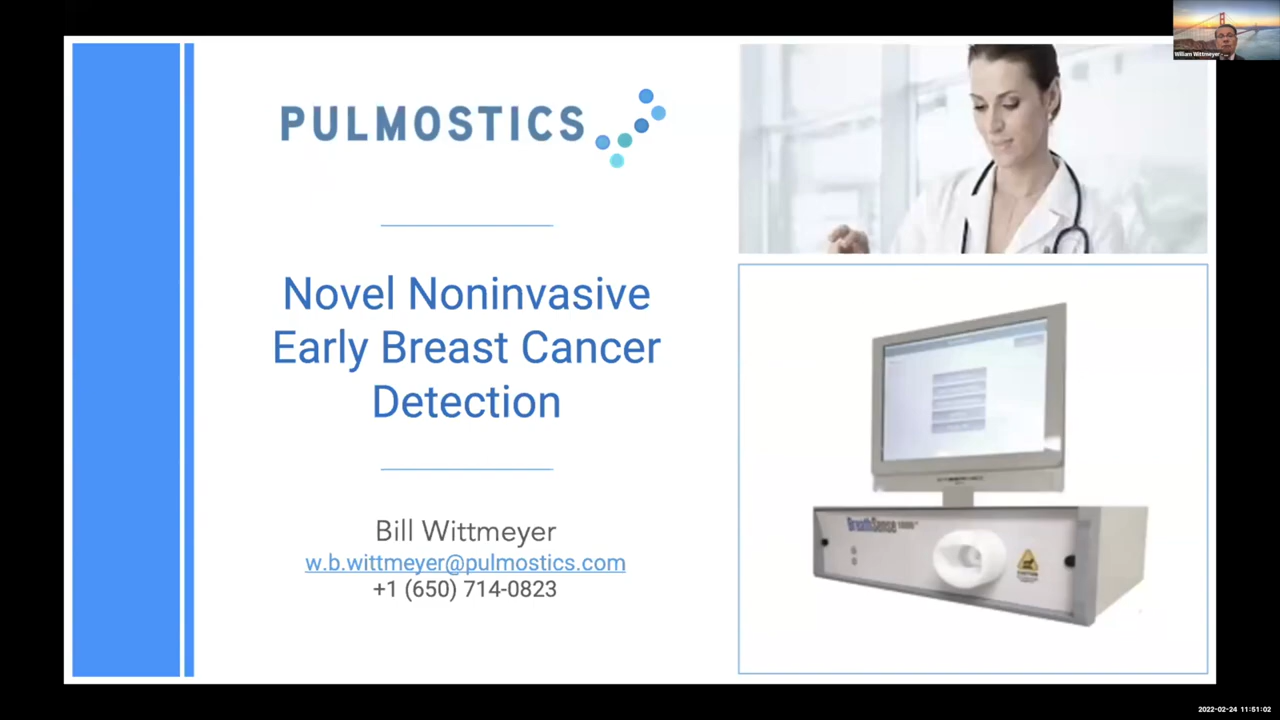 William Wittmeyer
PULMOSTICS
Novel Noninvasive
Early Breast Cancer
Detection
Bill Wittmeyer
w.b.wittmeyer@pulmostics.com
+1 (650) 714-0823
BreathSense
2022-02-24 11:51:02